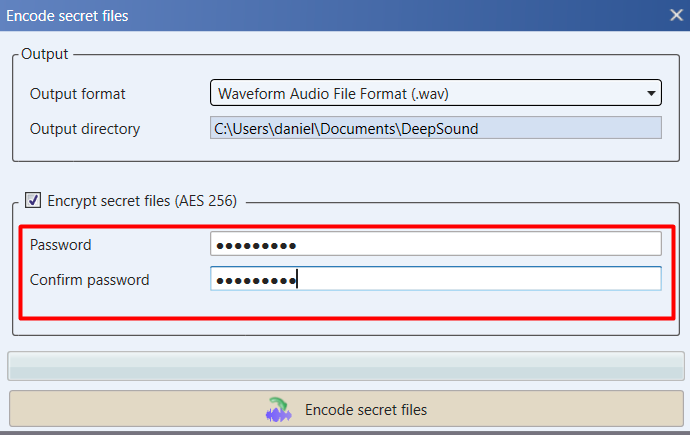 Encode secret files
Output
Output format
Waveform Audio File Format (.wav)
Output directory
C:\Users\daniel\Documents\DeepSound
Encrypt secret files (AES 256)
Password
●●●●●●●●●
Confirm password
●●●●●●●●●
Encode secret files